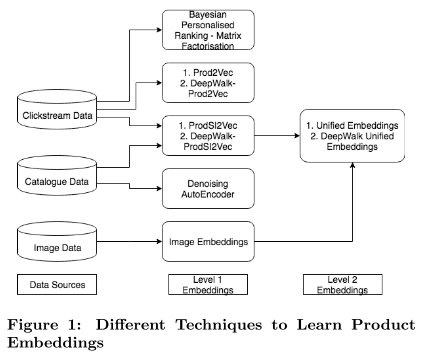 Bayesian
Personalised
Ranking - Matrix
Factorisation
1. Prod2Vec
2. DeepWalk-
Prod2Vec
Clickstream Data
1. ProdSI2Vec
2. DeepWalk-
ProdSI2Vec
1. Unified Embeddings
2. DeepWalk Unified
Embeddings
Catalogue Data
Denoising
AutoEncoder
Image Data
Image Embeddings
Data Sources
Level 1
Embeddings
Level 2
Embeddings
Figure 1: Different Techniques to Learn Product
Embeddings